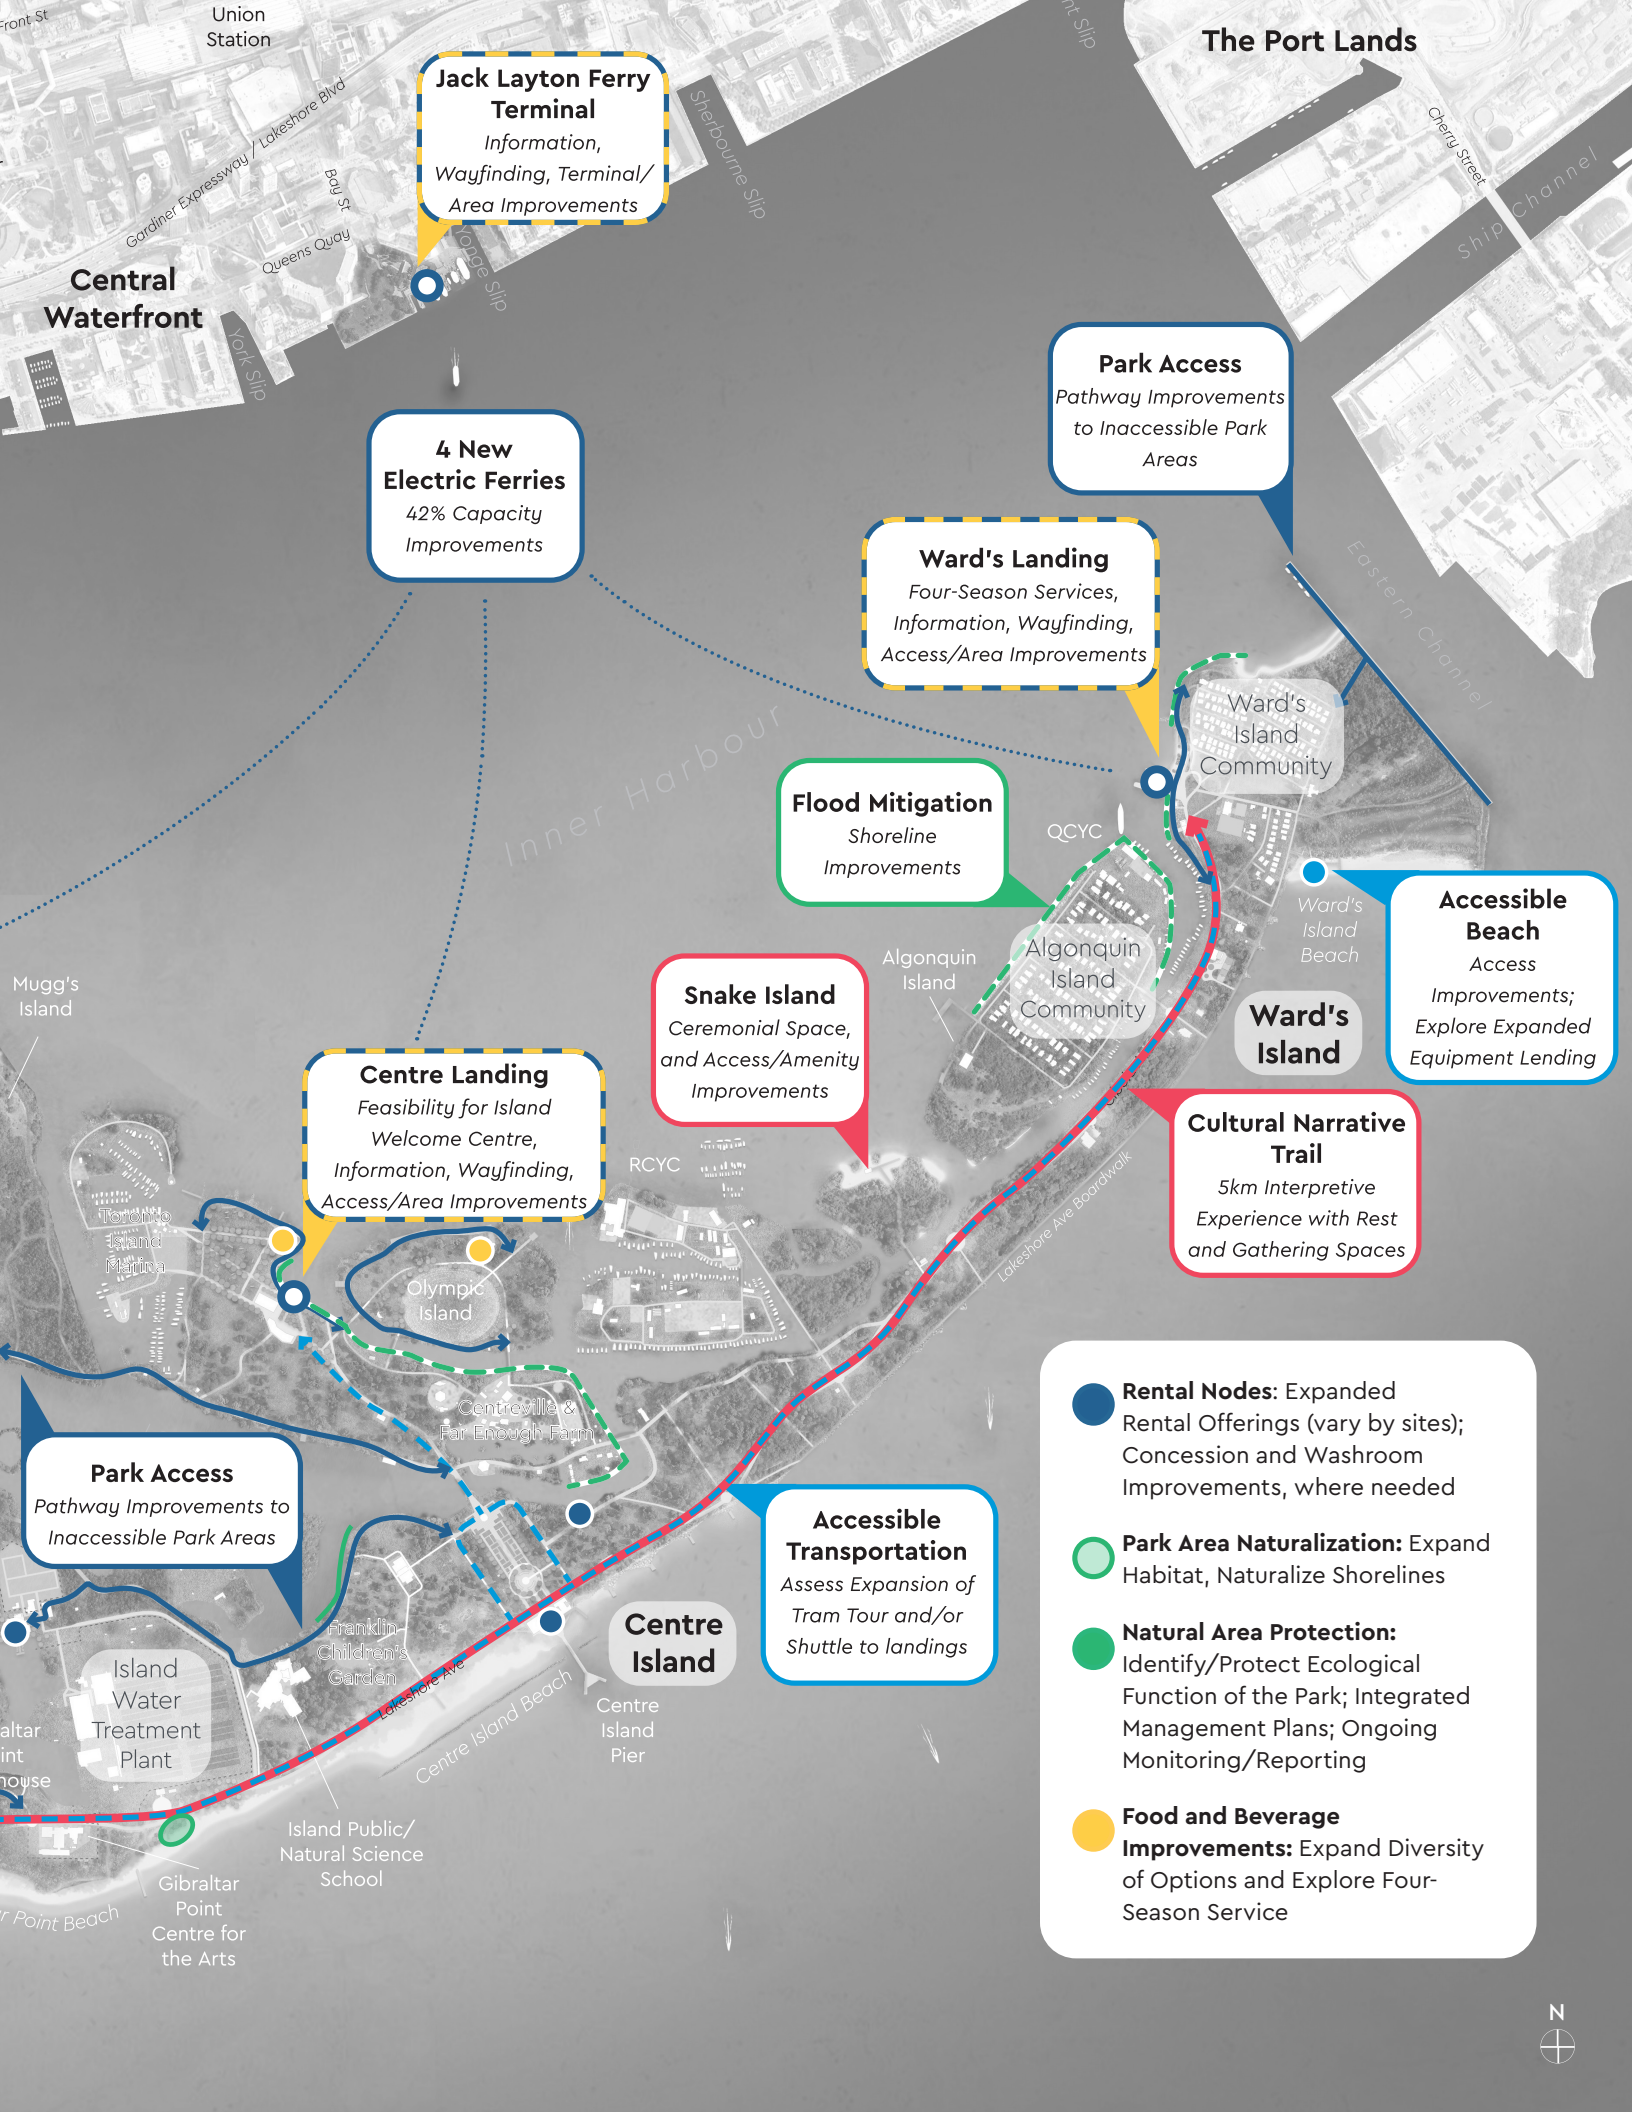 Front St
Union
Station
Gardiner Expressway / Lakeshore Blvd
Bay St
Queens Quay
Central
Waterfront
York Slip
Yonge Slip
Sherbourne Slip
nt Slip
The Port Lands
Cherry Street
Ship Channel
Jack Layton Ferry
Terminal
Information,
Wayfinding, Terminal/
Area Improvements
4 New
Electric Ferries
42% Capacity
Improvements
Park Access
Pathway Improvements
to Inaccessible Park
Areas
Ward's Landing
Four-Season Services,
Information, Wayfinding,
Access/Area Improvements
Eastern Channel
Inner Harbour
Ward's
Island
Community
Flood Mitigation
Shoreline
Improvements
QCYC
Ward's
Island
Beach
Accessible
Beach
Access
Improvements;
Explore Expanded
Equipment Lending
Algonquin
Island
Algonquin
Island
Community
Ward's
Island
Snake Island
Ceremonial Space,
and Access/Amenity
Improvements
Mugg's
Island
Centre Landing
Feasibility for Island
Welcome Centre,
Information, Wayfinding,
Access/Area Improvements
RCYC
Cultural Narrative
Trail
5km Interpretive
Experience with Rest
and Gathering Spaces
Lakeshore Ave Boardwalk
Toronto
Island
Marina
Olympic
Island
Centreville &
Far Enough Farm
Park Access
Pathway Improvements to
Inaccessible Park Areas
Accessible
Transportation
Assess Expansion of
Tram Tour and/or
Shuttle to landings
Centre
Island
Franklin
Children's
Garden
Island
Water
Treatment
Plant
Lakeshore Ave
Centre Island Beach
Centre
Island
Pier
altar
int
house
Island Public/
Natural Science
School
Gibraltar
Point
Centre for
the Arts
r Point Beach
Rental Nodes: Expanded
Rental Offerings (vary by sites);
Concession and Washroom
Improvements, where needed
Park Area Naturalization: Expand
Habitat, Naturalize Shorelines
Natural Area Protection:
Identify/Protect Ecological
Function of the Park; Integrated
Management Plans; Ongoing
Monitoring/Reporting
Food and Beverage
Improvements: Expand Diversity
of Options and Explore Four-
Season Service
N